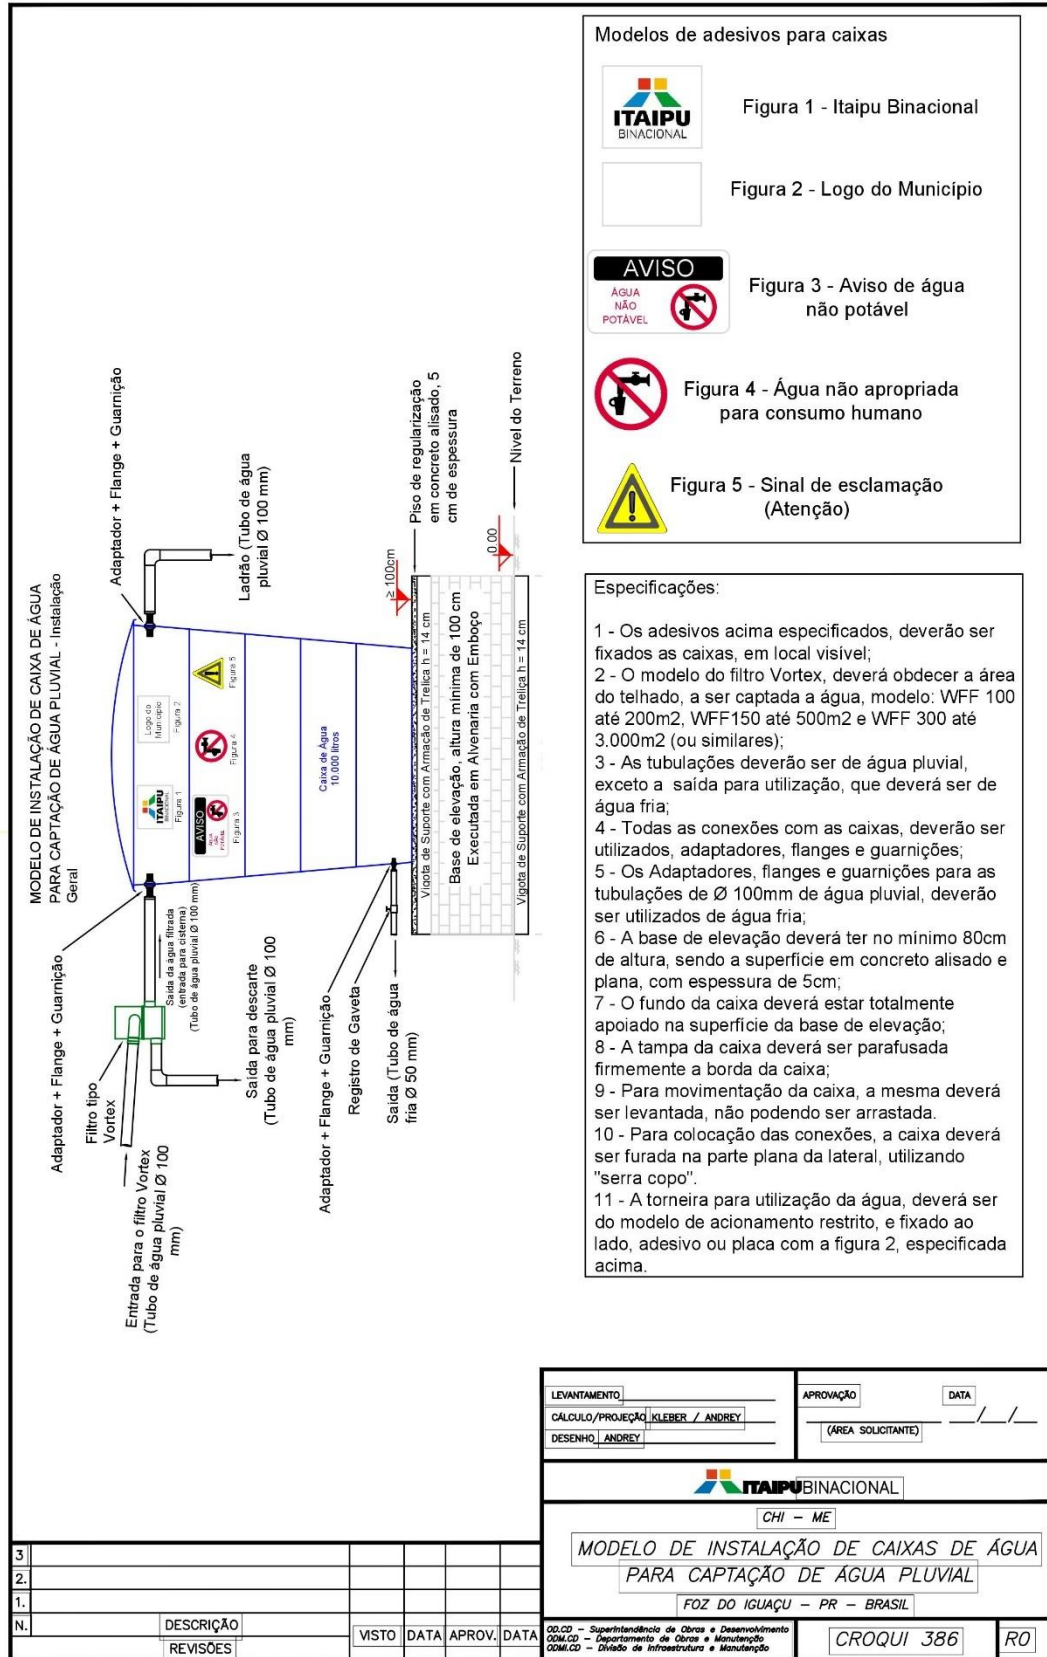 Modelos de adesivos para caixas
ITAIPU
BINACIONAL
Figura 1 - Itaipu Binacional
Figura 2 - Logo do Município
AVISO
ÁGUA
NÃO
POTÁVEL
Figura 3 - Aviso de água
não potável
Figura 4 - Água não apropriada
para consumo humano
Figura 5 - Sinal de esclamação
(Atenção)
MODELO DE INSTALAÇÃO DE CAIXA DE ÁGUA
PARA CAPTAÇÃO DE ÁGUA PLUVIAL - Instalação
Geral
Adaptador + Flange + Guarnição
Ladrão (Tubo de água
pluvial Ø 100 mm)
Piso de regularização
em concreto alisado, 5
cm de espessura
Nivel do Terreno
≥ 100cm
0.00
Logo do
Município
Figura 2
Figura 5
ITAIPU
BINACIONAL
Figura 1
Figura 4
AVISO
ÁGUA
NÃO
POTÁVEL
Figura 3
Caixa de Água
10.000 litros
Vigota de Suporte com Armação de Treliça h = 14 cm
Base de elevação, altura mínima de 100 cm
Executada em Alvenaria com Emboço
Vigota de Suporte com Armação de Treliça h = 14 cm
Adaptador + Flange + Guarnição
Filtro tipo
Vortex
Entrada para o filtro Vortex
(Tubo de água pluvial Ø 100
mm)
Saida da água filtrada
(entrada para cisterna)
(Tubo de água pluvial Ø 100 mm)
Saída para descarte
(Tubo de água pluvial Ø 100
mm)
Adaptador + Flange + Guarnição
Registro de Gaveta
Saída (Tubo de água
fria Ø 50 mm)
Especificações:
1 - Os adesivos acima especificados, deverão ser
fixados as caixas, em local visível;
2 - O modelo do filtro Vortex, deverá obdecer a área
do telhado, a ser captada a água, modelo: WFF 100
até 200m2, WFF150 até 500m2 e WFF 300 até
3.000m2 (ou similares);
3 - As tubulações deverão ser de água pluvial,
exceto a saída para utilização, que deverá ser de
água fria;
4 - Todas as conexões com as caixas, deverão ser
utilizados, adaptadores, flanges e guarnições;
5 - Os Adaptadores, flanges e guarnições para as
tubulações de Ø 100mm de água pluvial, deverão
ser utilizados de água fria;
6 - A base de elevação deverá ter no mínimo 80cm
de altura, sendo a superfície em concreto alisado e
plana, com espessura de 5cm;
7 - O fundo da caixa deverá estar totalmente
apoiado na superfície da base de elevação;
8 - A tampa da caixa deverá ser parafusada
firmemente a borda da caixa;
9 - Para movimentação da caixa, a mesma deverá
ser levantada, não podendo ser arrastada.
10 - Para colocação das conexões, a caixa deverá
ser furada na parte plana da lateral, utilizando
"serra copo".
11 - A torneira para utilização da água, deverá ser
do modelo de acionamento restrito, e fixado ao
lado, adesivo ou placa com a figura 2, especificada
acima.
LEVANTAMENTO
CÁLCULO/PROJEÇÃO KLEBER / ANDREY
DESENHO ANDREY
APROVAÇÃO DATA
(ÁREA SOLICITANTE) / /
ITAIPU BINACIONAL
CHI – ME
MODELO DE INSTALAÇÃO DE CAIXAS DE ÁGUA
PARA CAPTAÇÃO DE ÁGUA PLUVIAL
FOZ DO IGUAÇU – PR – BRASIL
OD.CD – Superintendência de Obras e Desenvolvimento
ODM.CD – Departamento de Obras e Manutenção
ODMI.CD – Divisão de Infraestrutura e Manutenção
CROQUI 386 R0
3
2.
1.
N. DESCRIÇÃO VISTO DATA APROV. DATA
REVISÕES